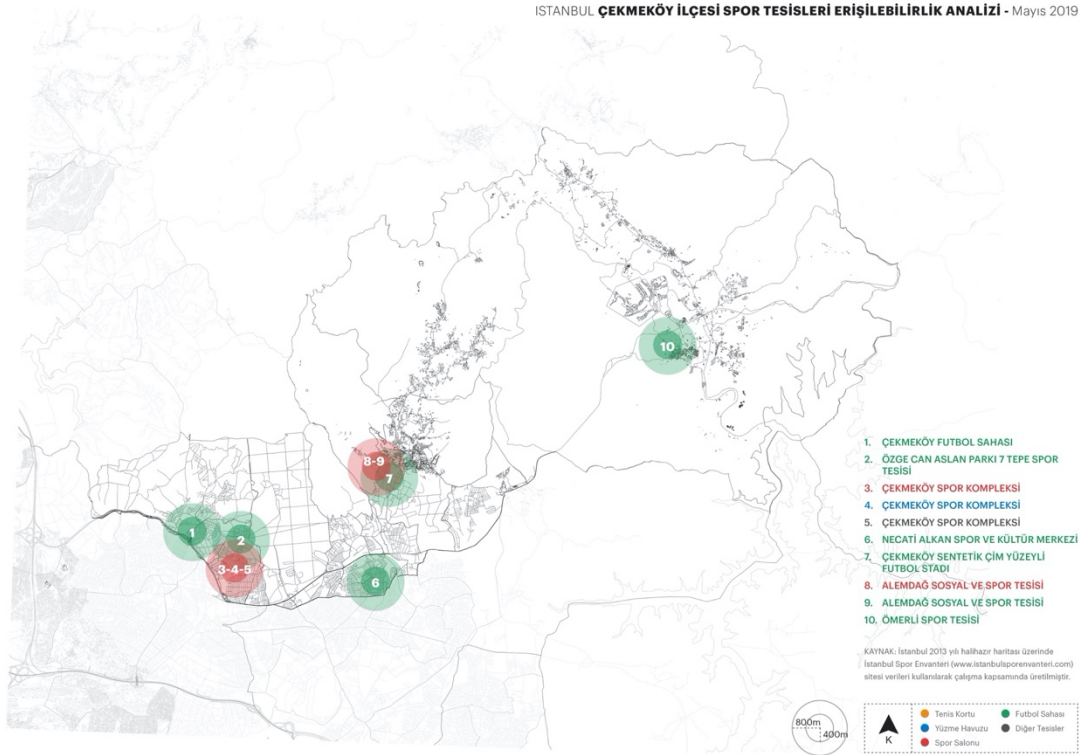 ISTANBUL ÇEKMEKÖY İLÇESİ SPOR TESİSLERİ ERİŞİLEBİLİRLİK ANALİZİ - Mayıs 2019
10
8-9
7
1
2
3-4-5
6
1. ÇEKMEKÖY FUTBOL SAHASI
2. ÖZGE CAN ASLAN PARKI 7 TEPE SPOR
TESİSİ
3. ÇEKMEKÖY SPOR KOMPLEKSİ
4. ÇEKMEKÖY SPOR KOMPLEKSİ
5. ÇEKMEKÖY SPOR KOMPLEKSİ
6. NECATİ ALKAN SPOR VE KÜLTÜR MERKEZİ
7. ÇEKMEKÖY SENTETİK ÇİM YÜZEYLİ
FUTBOL STADI
8. ALEMDAĞ SOSYAL VE SPOR TESİSİ
9. ALEMDAĞ SOSYAL VE SPOR TESİSİ
10. ÖMERLİ SPOR TESİSİ
KAYNAK: İstanbul 2013 yılı halihazır haritası üzerinde
İstanbul Spor Envanteri (www.istanbulsporenvanteri.com)
sitesi verileri kullanılarak çalışma kapsamında üretilmiştir.
800m
400m
K
Tenis Kortu
Yüzme Havuzu
Spor Salonu
Futbol Sahası
Diğer Tesisler